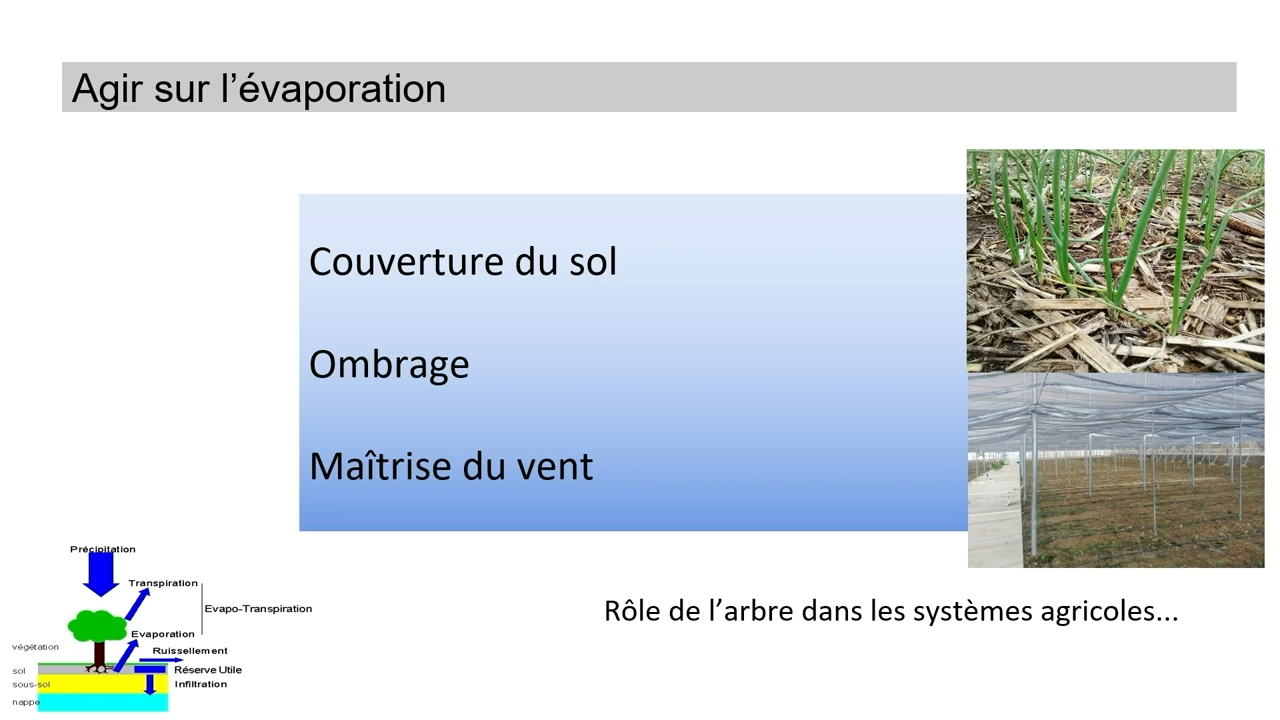 Agir sur l’évaporation
Couverture du sol
Ombrage
Maîtrise du vent
Rôle de l’arbre dans les systèmes agricoles...
Précipitation
Transpiration
Evapo-Transpiration
Evaporation
végétation
Ruissellement
sol
Réserve Utile
sous-sol
Infiltration
nappe